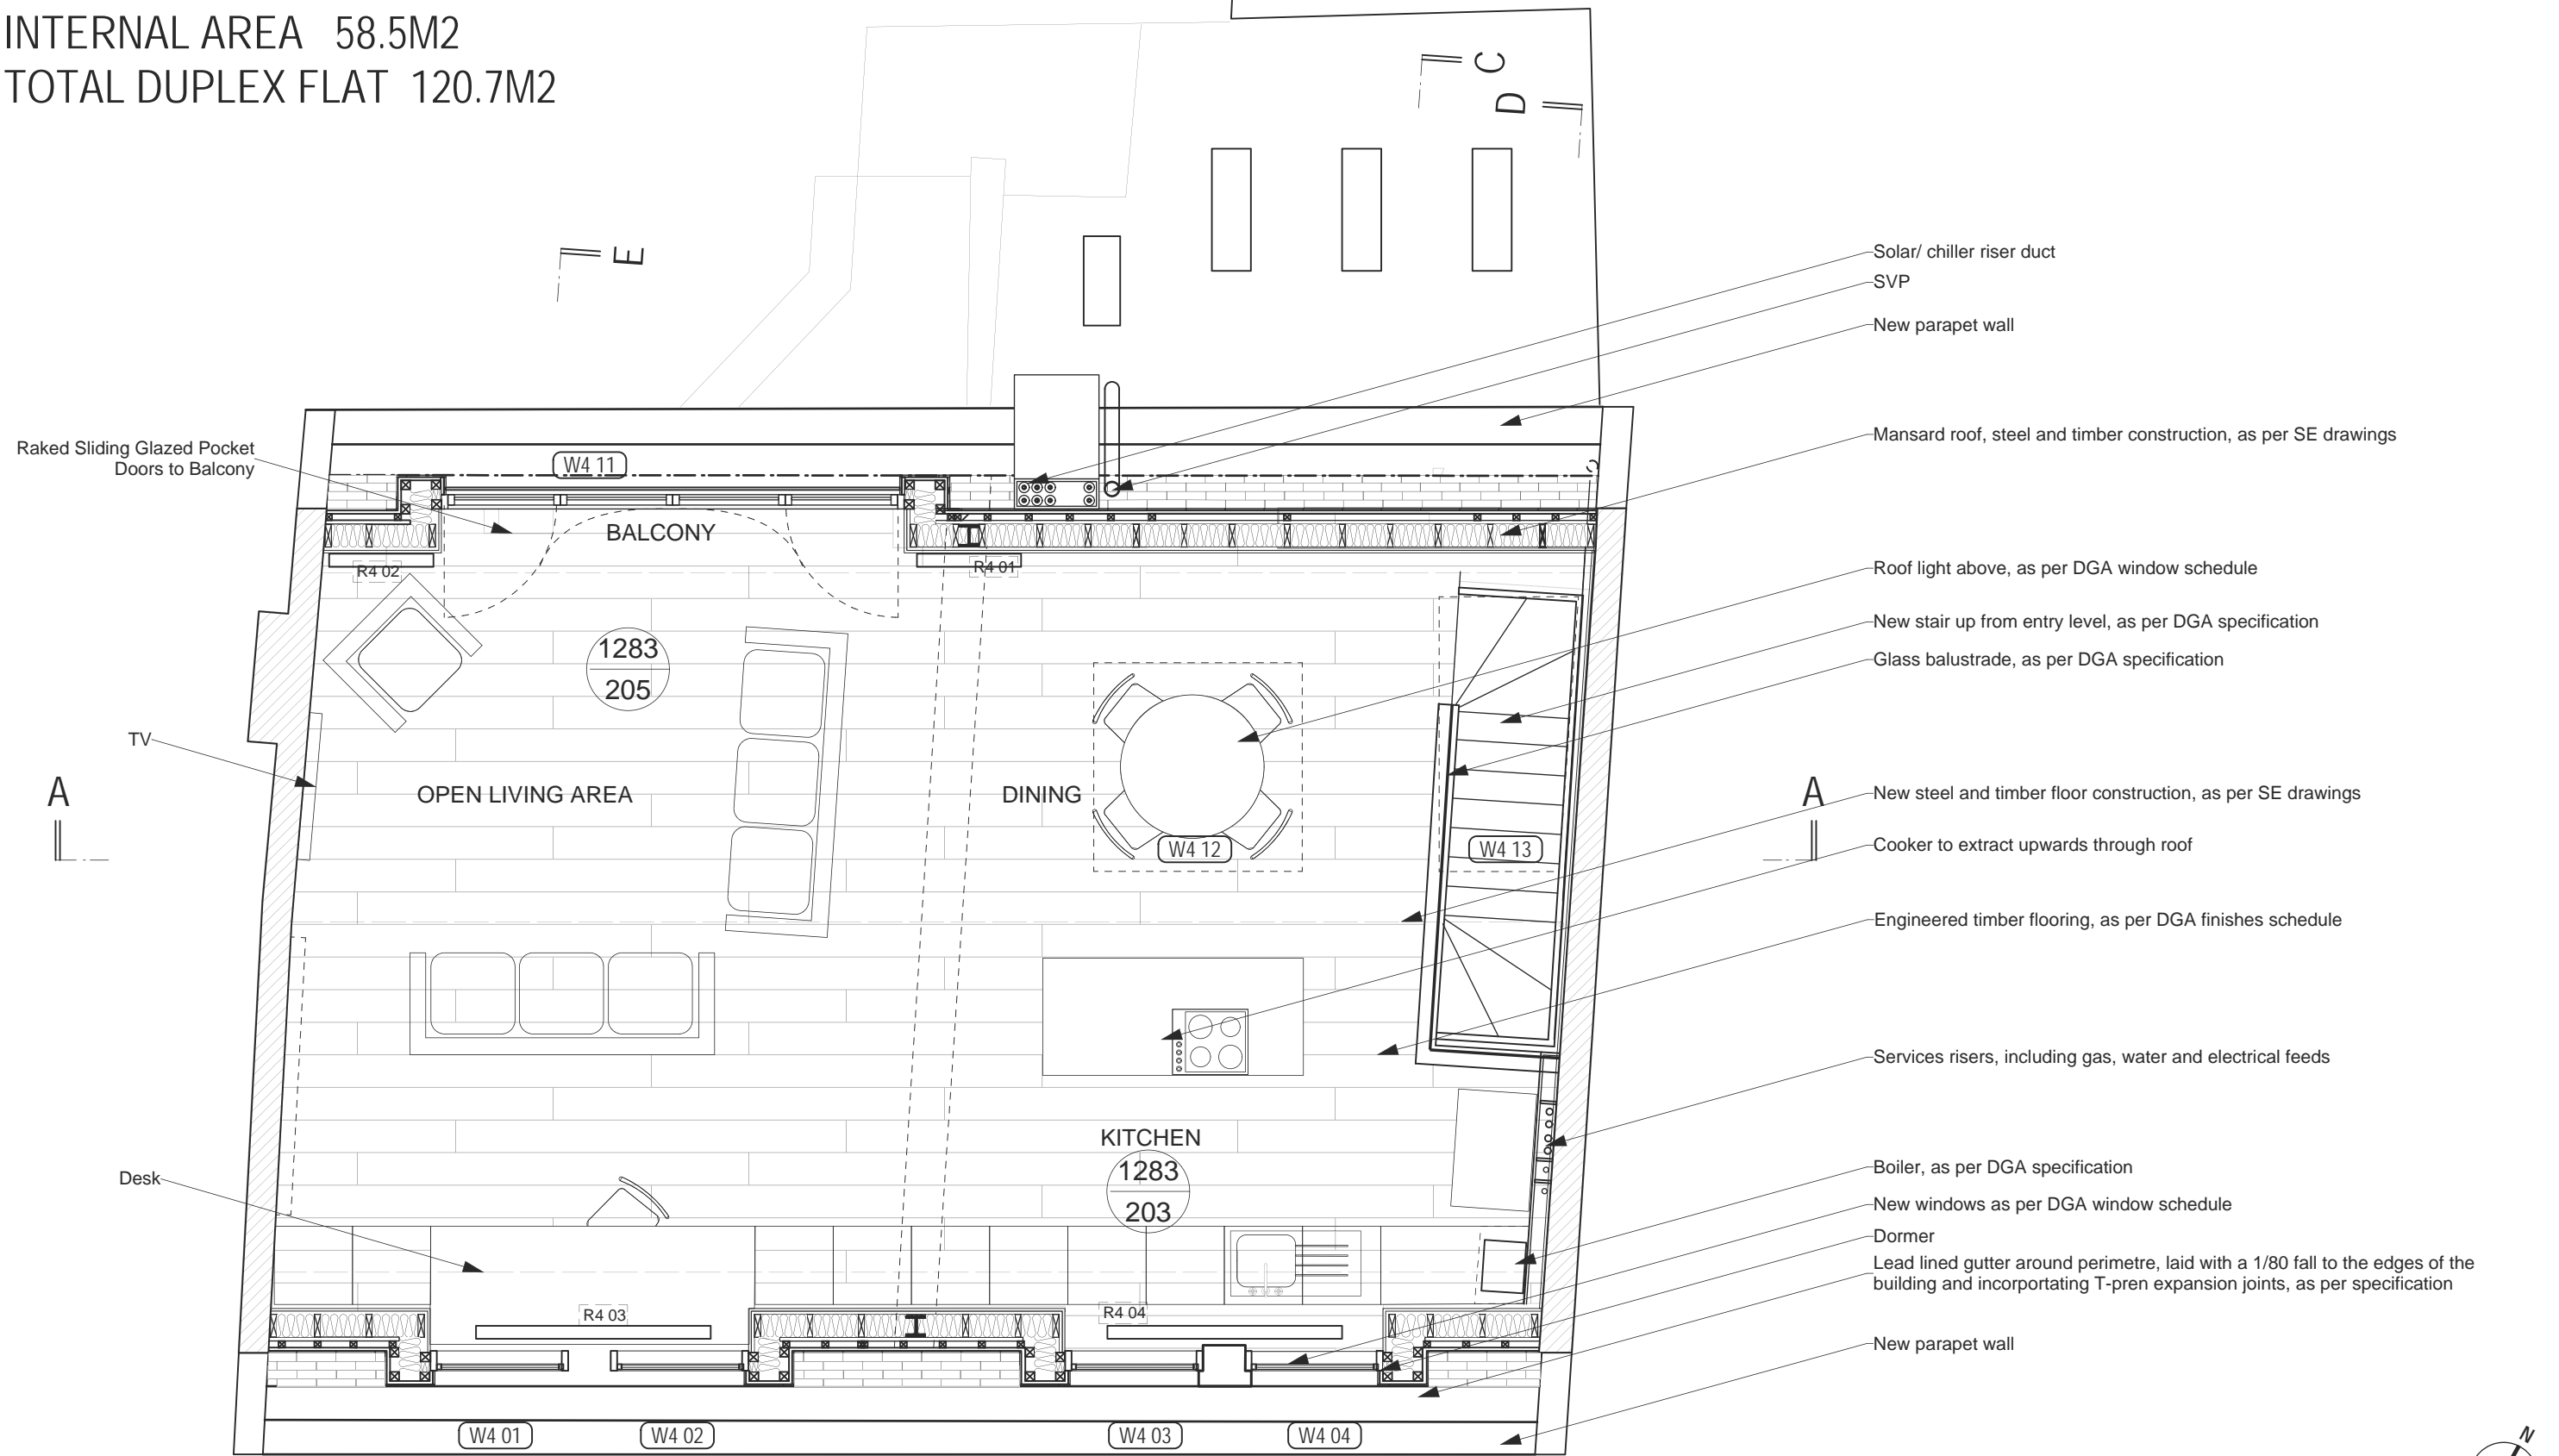 INTERNAL AREA 58.5M2
TOTAL DUPLEX FLAT 120.7M2
C
D
E
Solar/ chiller riser duct
SVP
New parapet wall
Mansard roof, steel and timber construction, as per SE drawings
Raked Sliding Glazed Pocket
Doors to Balcony
W4 11
BALCONY
R4 02
R4 01
Roof light above, as per DGA window schedule
New stair up from entry level, as per DGA specification
Glass balustrade, as per DGA specification
1283
205
TV
A
OPEN LIVING AREA
DINING
A
New steel and timber floor construction, as per SE drawings
W4 12
W4 13
Cooker to extract upwards through roof
Engineered timber flooring, as per DGA finishes schedule
Services risers, including gas, water and electrical feeds
KITCHEN
1283
203
Desk
Boiler, as per DGA specification
New windows as per DGA window schedule
Dormer
Lead lined gutter around perimetre, laid with a 1/80 fall to the edges of the
building and incorportating T-pren expansion joints, as per specification
R4 03
R4 04
New parapet wall
W4 01
W4 02
W4 03
W4 04
N